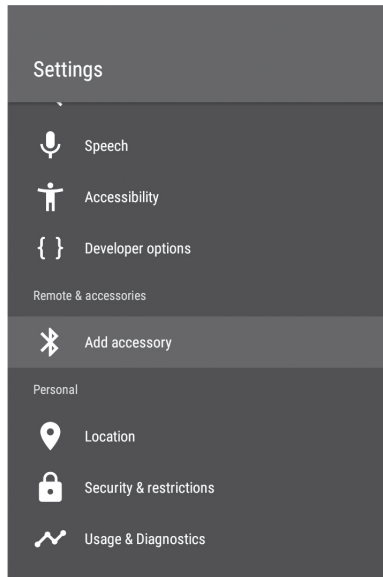 Settings
Speech
Accessibility
Developer options
Remote & accessories
Add accessory
Personal
Location
Security & restrictions
Usage & Diagnostics